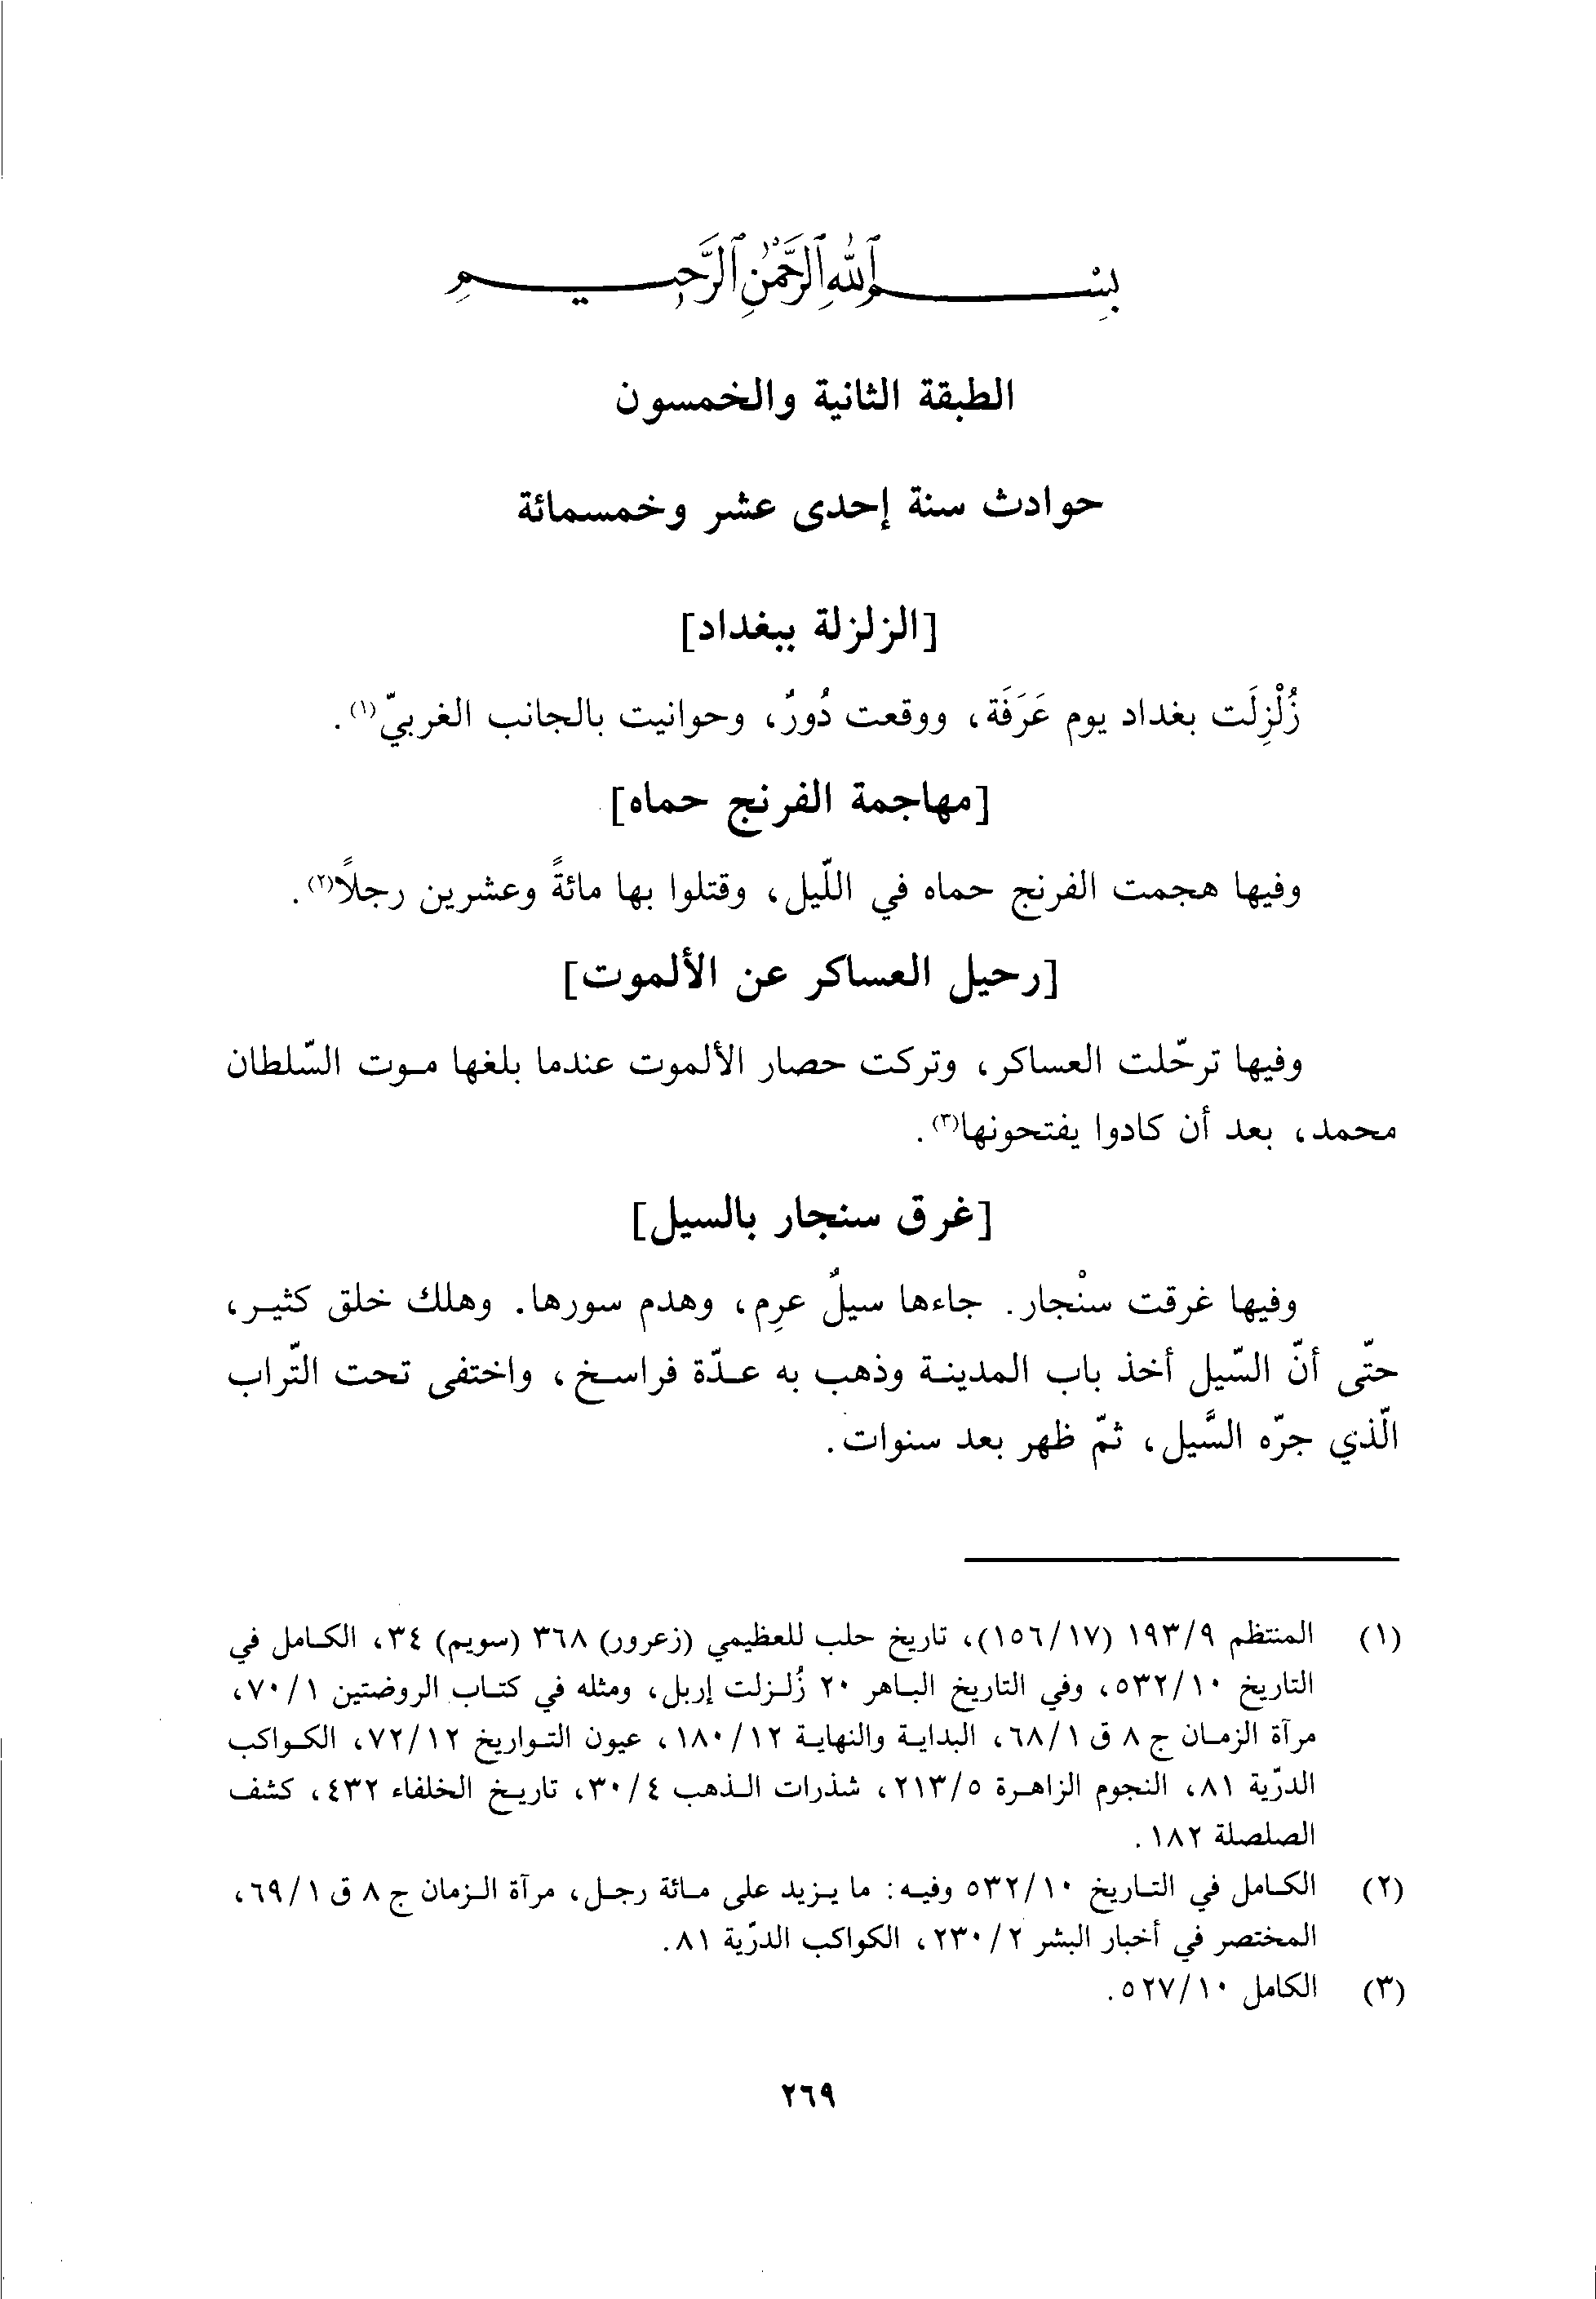 بِسْمِ اللهِ الرَّحْمٰنِ الرَّحِيمِ
الطبقة الثانية والخمسون
حوادث سنة إحدى عشر وخمسمائة
[الزلزلة ببغداد]
زُلْزِلَت بغداد يوم عَرَفَة، ووقعت دُورٌ، وحوانيت بالجانب الغربيّ(١).
[مهاجمة الفرنج حماه]
وفيها هجمت الفرنج حماه في اللّيل، وقتلوا بها مائةً وعشرين رجلاً(٢).
[رحيل العساكر عن الألموت]
وفيها ترحّلت العساكر، وتركت حصار الألموت عندما بلغها موت السّلطان
محمد، بعد أن كادوا يفتحونها(٣).
[غرق سنجار بالسيل]
وفيها غرقت سنْجار. جاءها سيلٌ عرِم، وهدم سورها. وهلك خلق كثير،
حتّى أنّ السّيل أخذ باب المدينة وذهب به عدّة فراسخ، واختفى تحت التّراب
الّذي جرّه السَّيل، ثمّ ظهر بعد سنوات.
(١) المنتظم ١٩٣/٩ (١٥٦/١٧)، تاريخ حلب للعظيمي (زعرور) ٣٦٨ (سويم) ٣٤، الكامل في
التاريخ ٥٣٢/١٠، وفي التاريخ الباهر ٢٠ زُلزلت إربل، ومثله في كتاب الروضتين ٧٠/١،
مرآة الزمان ج ٨ ق ٦٨/١، البداية والنهاية ١٨٠/١٢، عيون التواريخ ٧٢/١٢، الكواكب
الدرّية ٨١، النجوم الزاهرة ٢١٣/٥، شذرات الذهب ٣٠/٤، تاريخ الخلفاء ٤٣٢، كشف
الصلصلة ١٨٢.
(٢) الكامل في التاريخ ٥٣٢/١٠ وفيه: ما يزيد على مائة رجل، مرآة الزمان ج ٨ ق ٦٩/١،
المختصر في أخبار البشر ٢٣٠/٢، الكواكب الدرّية ٨١.
(٣) الكامل ٥٢٧/١٠.
٢٦٩